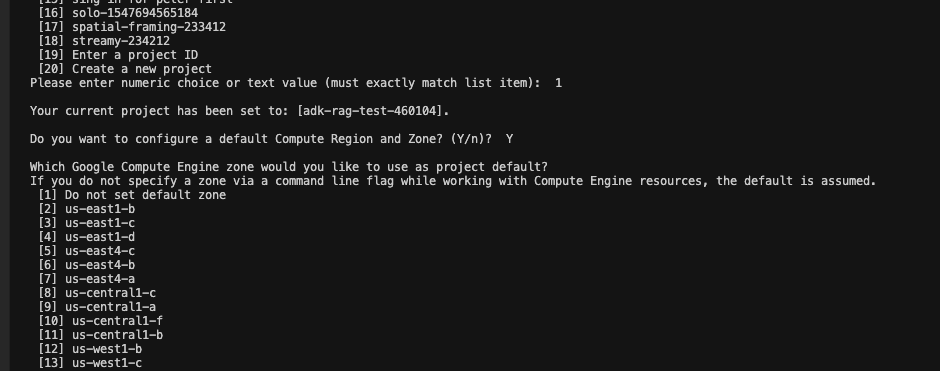 [15] sing in for peter first
[16] solo-1547694565184
[17] spatial-framing-233412
[18] streamy-234212
[19] Enter a project ID
[20] Create a new project
Please enter numeric choice or text value (must exactly match list item):  1
Your current project has been set to: [adk-rag-test-460104].
Do you want to configure a default Compute Region and Zone? (Y/n)?  Y
Which Google Compute Engine zone would you like to use as project default?
If you do not specify a zone via a command line flag while working with Compute Engine resources, the default is assumed.
[1] Do not set default zone
[2] us-east1-b
[3] us-east1-c
[4] us-east1-d
[5] us-east4-c
[6] us-east4-b
[7] us-east4-a
[8] us-central1-c
[9] us-central1-a
[10] us-central1-f
[11] us-central1-b
[12] us-west1-b
[13] us-west1-c